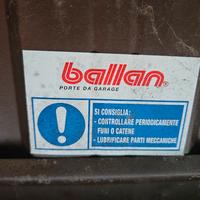 ballan®
PORTE DA GARAGE
SI CONSIGLIA:
- CONTROLLARE PERIODICAMENTE
FUNI O CATENE
- LUBRIFICARE PARTI MECCANICHE
!